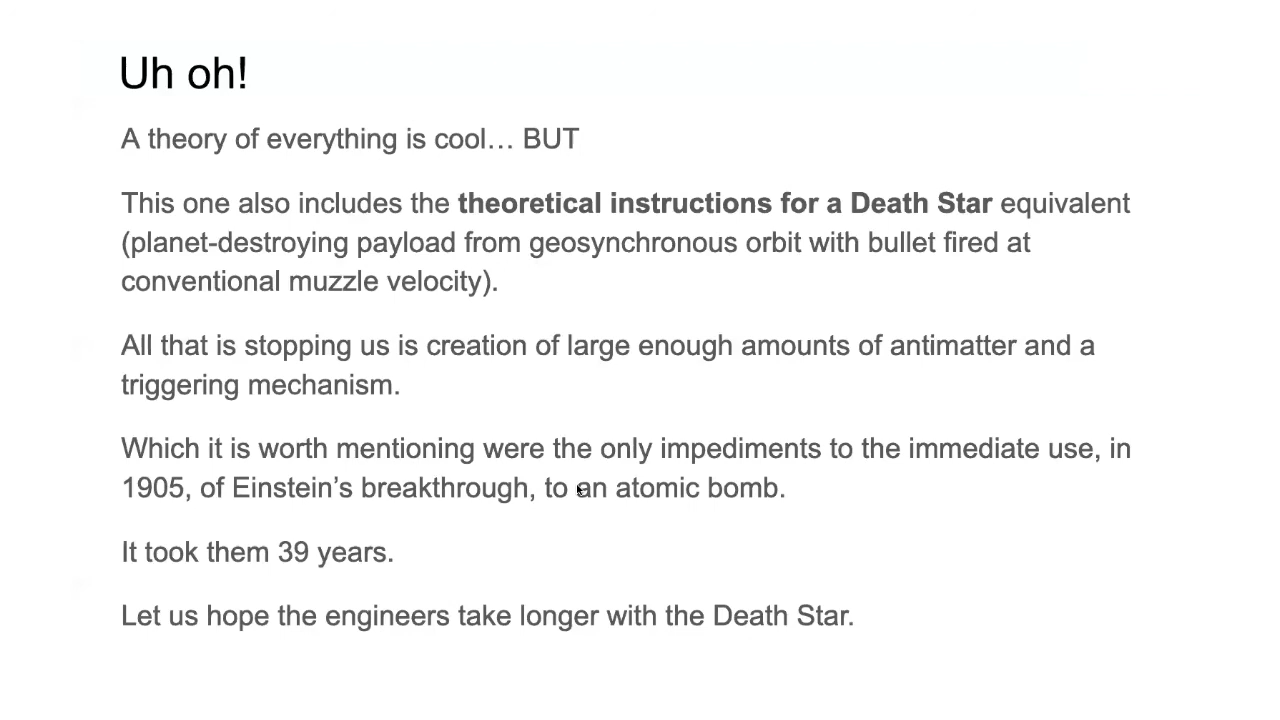 Uh oh!
A theory of everything is cool… BUT
This one also includes the theoretical instructions for a Death Star equivalent
(planet-destroying payload from geosynchronous orbit with bullet fired at
conventional muzzle velocity).
All that is stopping us is creation of large enough amounts of antimatter and a
triggering mechanism.
Which it is worth mentioning were the only impediments to the immediate use, in
1905, of Einstein’s breakthrough, to an atomic bomb.
It took them 39 years.
Let us hope the engineers take longer with the Death Star.